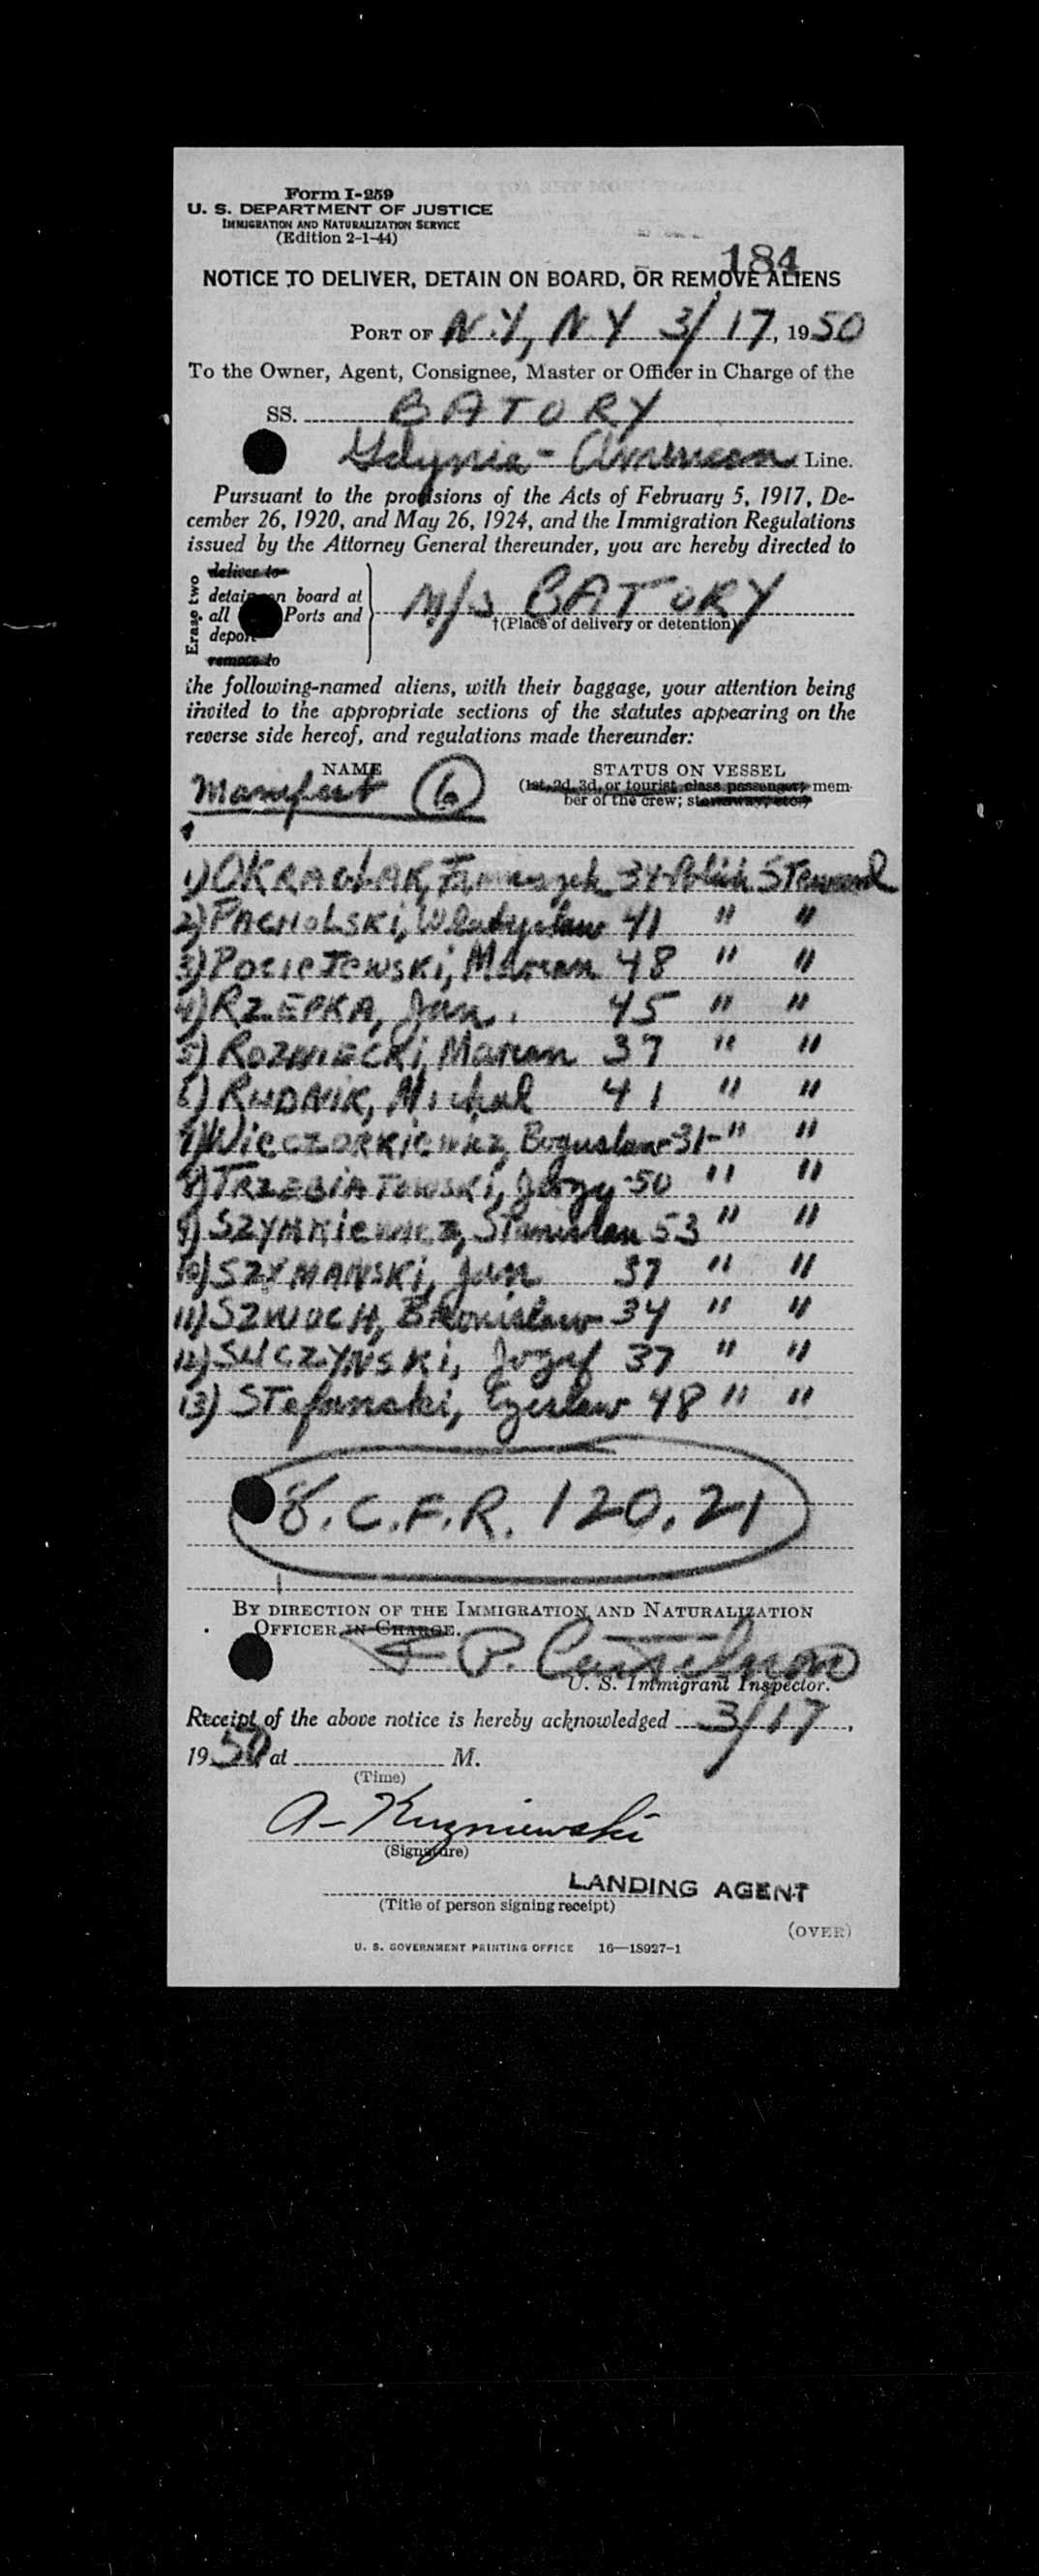 Form I-259
U. S. DEPARTMENT OF JUSTICE
IMMIGRATION AND NATURALIZATION SERVICE
(Edition 2-1-44)
184
NOTICE TO DELIVER, DETAIN ON BOARD, OR REMOVE ALIENS
PORT OF N.Y., N Y 3/17, 1950
To the Owner, Agent, Consignee, Master or Officer in Charge of the
SS. BATORY
Gdynia-American Line.
Pursuant to the provisions of the Acts of February 5, 1917, De-
cember 26, 1920, and May 26, 1924, and the Immigration Regulations
issued by the Attorney General thereunder, you are hereby directed to
Erase two
deliver to
detain on board at
all Ports and
deport
remove to
M/S BATORY
†(Place of delivery or detention)
the following-named aliens, with their baggage, your attention being
invited to the appropriate sections of the statutes appearing on the
reverse side hereof, and regulations made thereunder:
NAME STATUS ON VESSEL
Manifest 6 (1st, 2d, 3d, or tourist class passenger; mem-
ber of the crew; stowaway, etc.)
1) OKRAGLAK, 34 Polish Steward
2) PACHOLSKI, Wladyslaw 41 " "
3) Marian 48 " "
4) RZEPKA, Jan. 45 " "
5) ROZNIECKI, Marian 37 " "
6) RUDNIK, Michal 41 " "
7) WIECZORKIEWICZ, Boguslaw-31-" "
8) TRZEBIATOWSKI, Jerzy-50 " "
9) SZYMKIEWICZ, Stanislaw 53 " "
10) SZYMANSKI, Jan 37 " "
11) SZWOCH, Bronislaw 34 " "
12) SULCZYNSKI, Jozef 37 " "
13) Stefanski, Czeslaw 48 " "
8. C.F.R. 120.21
BY DIRECTION OF THE IMMIGRATION AND NATURALIZATION
OFFICER IN CHARGE.
U. S. Immigrant Inspector.
Receipt of the above notice is hereby acknowledged 3/17,
1950 at M.
(Time)
A- Kuzniewski
(Signature)
LANDING AGENT
(Title of person signing receipt)
(OVER)
U. S. GOVERNMENT PRINTING OFFICE 16—18927-1